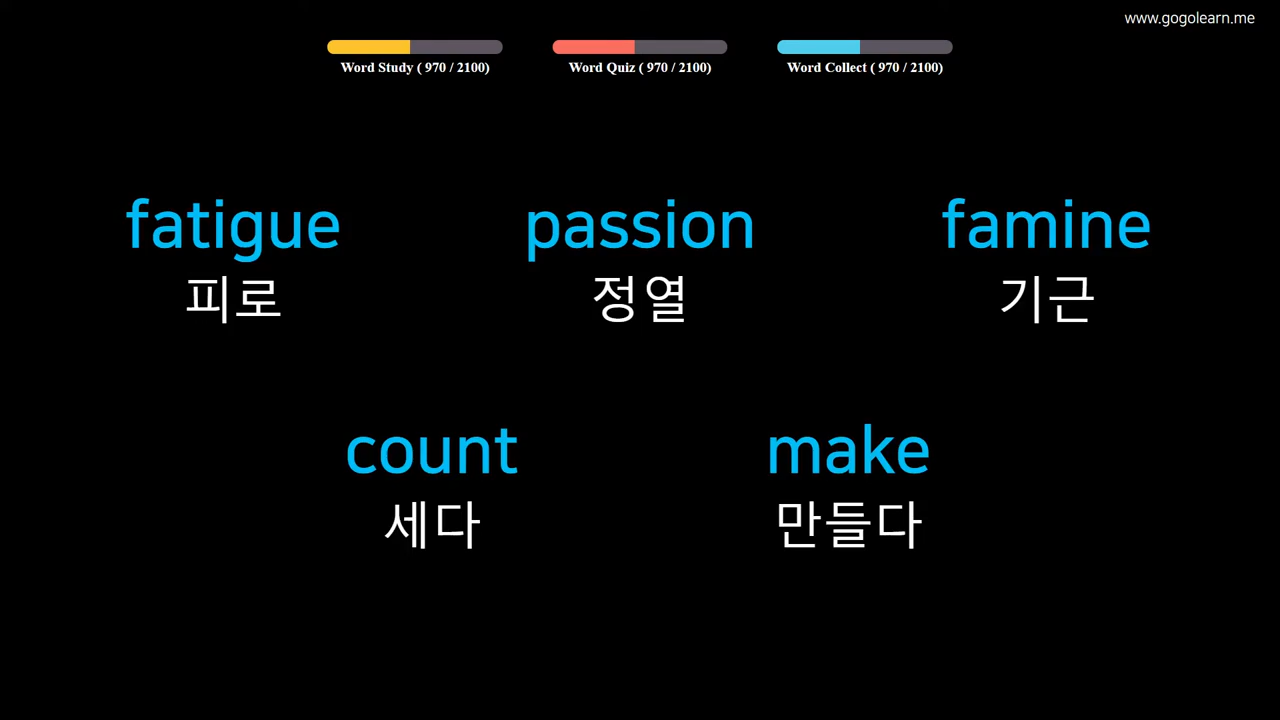 www.gogolearn.me
Word Study ( 970 / 2100)
Word Quiz ( 970 / 2100)
Word Collect ( 970 / 2100)
fatigue
피로
passion
정열
famine
기근
count
세다
make
만들다